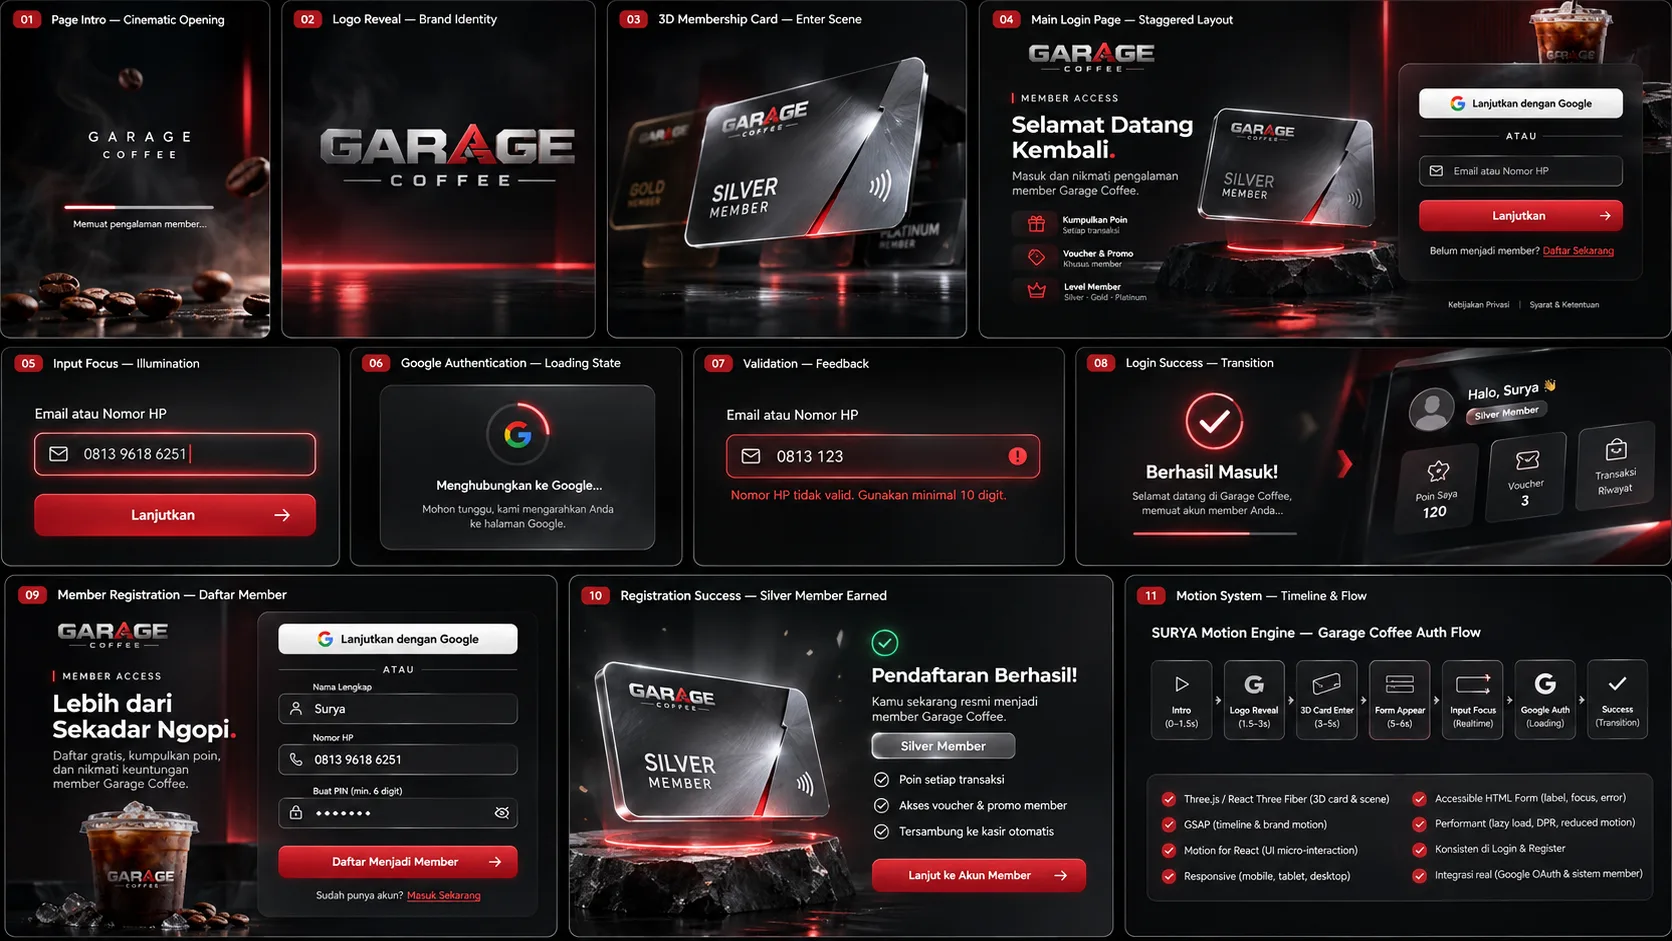 01 Page Intro — Cinematic Opening
GARAGE
COFFEE
Memuat pengalaman member...
02 Logo Reveal — Brand Identity
GARAGE
COFFEE
03 3D Membership Card — Enter Scene
GARAGE
COFFEE
SILVER
MEMBER
GARAGE
GOLD
MEMBER
PLATINUM
MEMBER
04 Main Login Page — Staggered Layout
GARAGE
COFFEE
MEMBER ACCESS
Selamat Datang
Kembali.
Masuk dan nikmati pengalaman
member Garage Coffee.
Kumpulkan Poin
Setiap transaksi
Voucher & Promo
Khusus member
Level Member
Silver - Gold - Platinum
GARAGE
COFFEE
SILVER
MEMBER
GARAGE
Lanjutkan dengan Google
ATAU
Email atau Nomor HP
Lanjutkan
Belum menjadi member? Daftar Sekarang
Kebijakan Privasi | Syarat & Ketentuan
05 Input Focus — Illumination
Email atau Nomor HP
0813 9618 6251
Lanjutkan
06 Google Authentication — Loading State
G
Menghubungkan ke Google...
Mohon tunggu, kami mengarahkan Anda
ke halaman Google.
07 Validation — Feedback
Email atau Nomor HP
0813 123
Nomor HP tidak valid. Gunakan minimal 10 digit.
08 Login Success — Transition
Berhasil Masuk!
Selamat datang di Garage Coffee,
memuat akun member Anda...
Halo, Surya 👋
Silver Member
Poin Saya
120
Voucher
3
Transaksi
Riwayat
09 Member Registration — Daftar Member
GARAGE
COFFEE
MEMBER ACCESS
Lebih dari
Sekadar Ngopi.
Daftar gratis, kumpulkan poin,
dan nikmati keuntungan
member Garage Coffee.
GARAGE
COFFEE
Lanjutkan dengan Google
ATAU
Nama Lengkap
Surya
Nomor HP
0813 9618 6251
Buat PIN (min. 6 digit)
•••••••
Daftar Menjadi Member
Sudah punya akun? Masuk Sekarang
10 Registration Success — Silver Member Earned
GARAGE
COFFEE
SILVER
MEMBER
Pendaftaran Berhasil!
Kamu sekarang resmi menjadi
member Garage Coffee.
Silver Member
Poin setiap transaksi
Akses voucher & promo member
Tersambung ke kasir otomatis
Lanjut ke Akun Member
11 Motion System — Timeline & Flow
SURYA Motion Engine — Garage Coffee Auth Flow
Intro
(0–1.5s)
Logo Reveal
(1.5–3s)
3D Card Enter
(3–5s)
Form Appear
(5–6s)
Input Focus
(Realtime)
Google Auth
(Loading)
Success
(Transition)
Three.js / React Three Fiber (3D card & scene)
GSAP (timeline & brand motion)
Motion for React (UI micro-interaction)
Responsive (mobile, tablet, desktop)
Accessible HTML Form (label, focus, error)
Performant (lazy load, DPR, reduced motion)
Konsisten di Login & Register
Integrasi real (Google OAuth & sistem member)